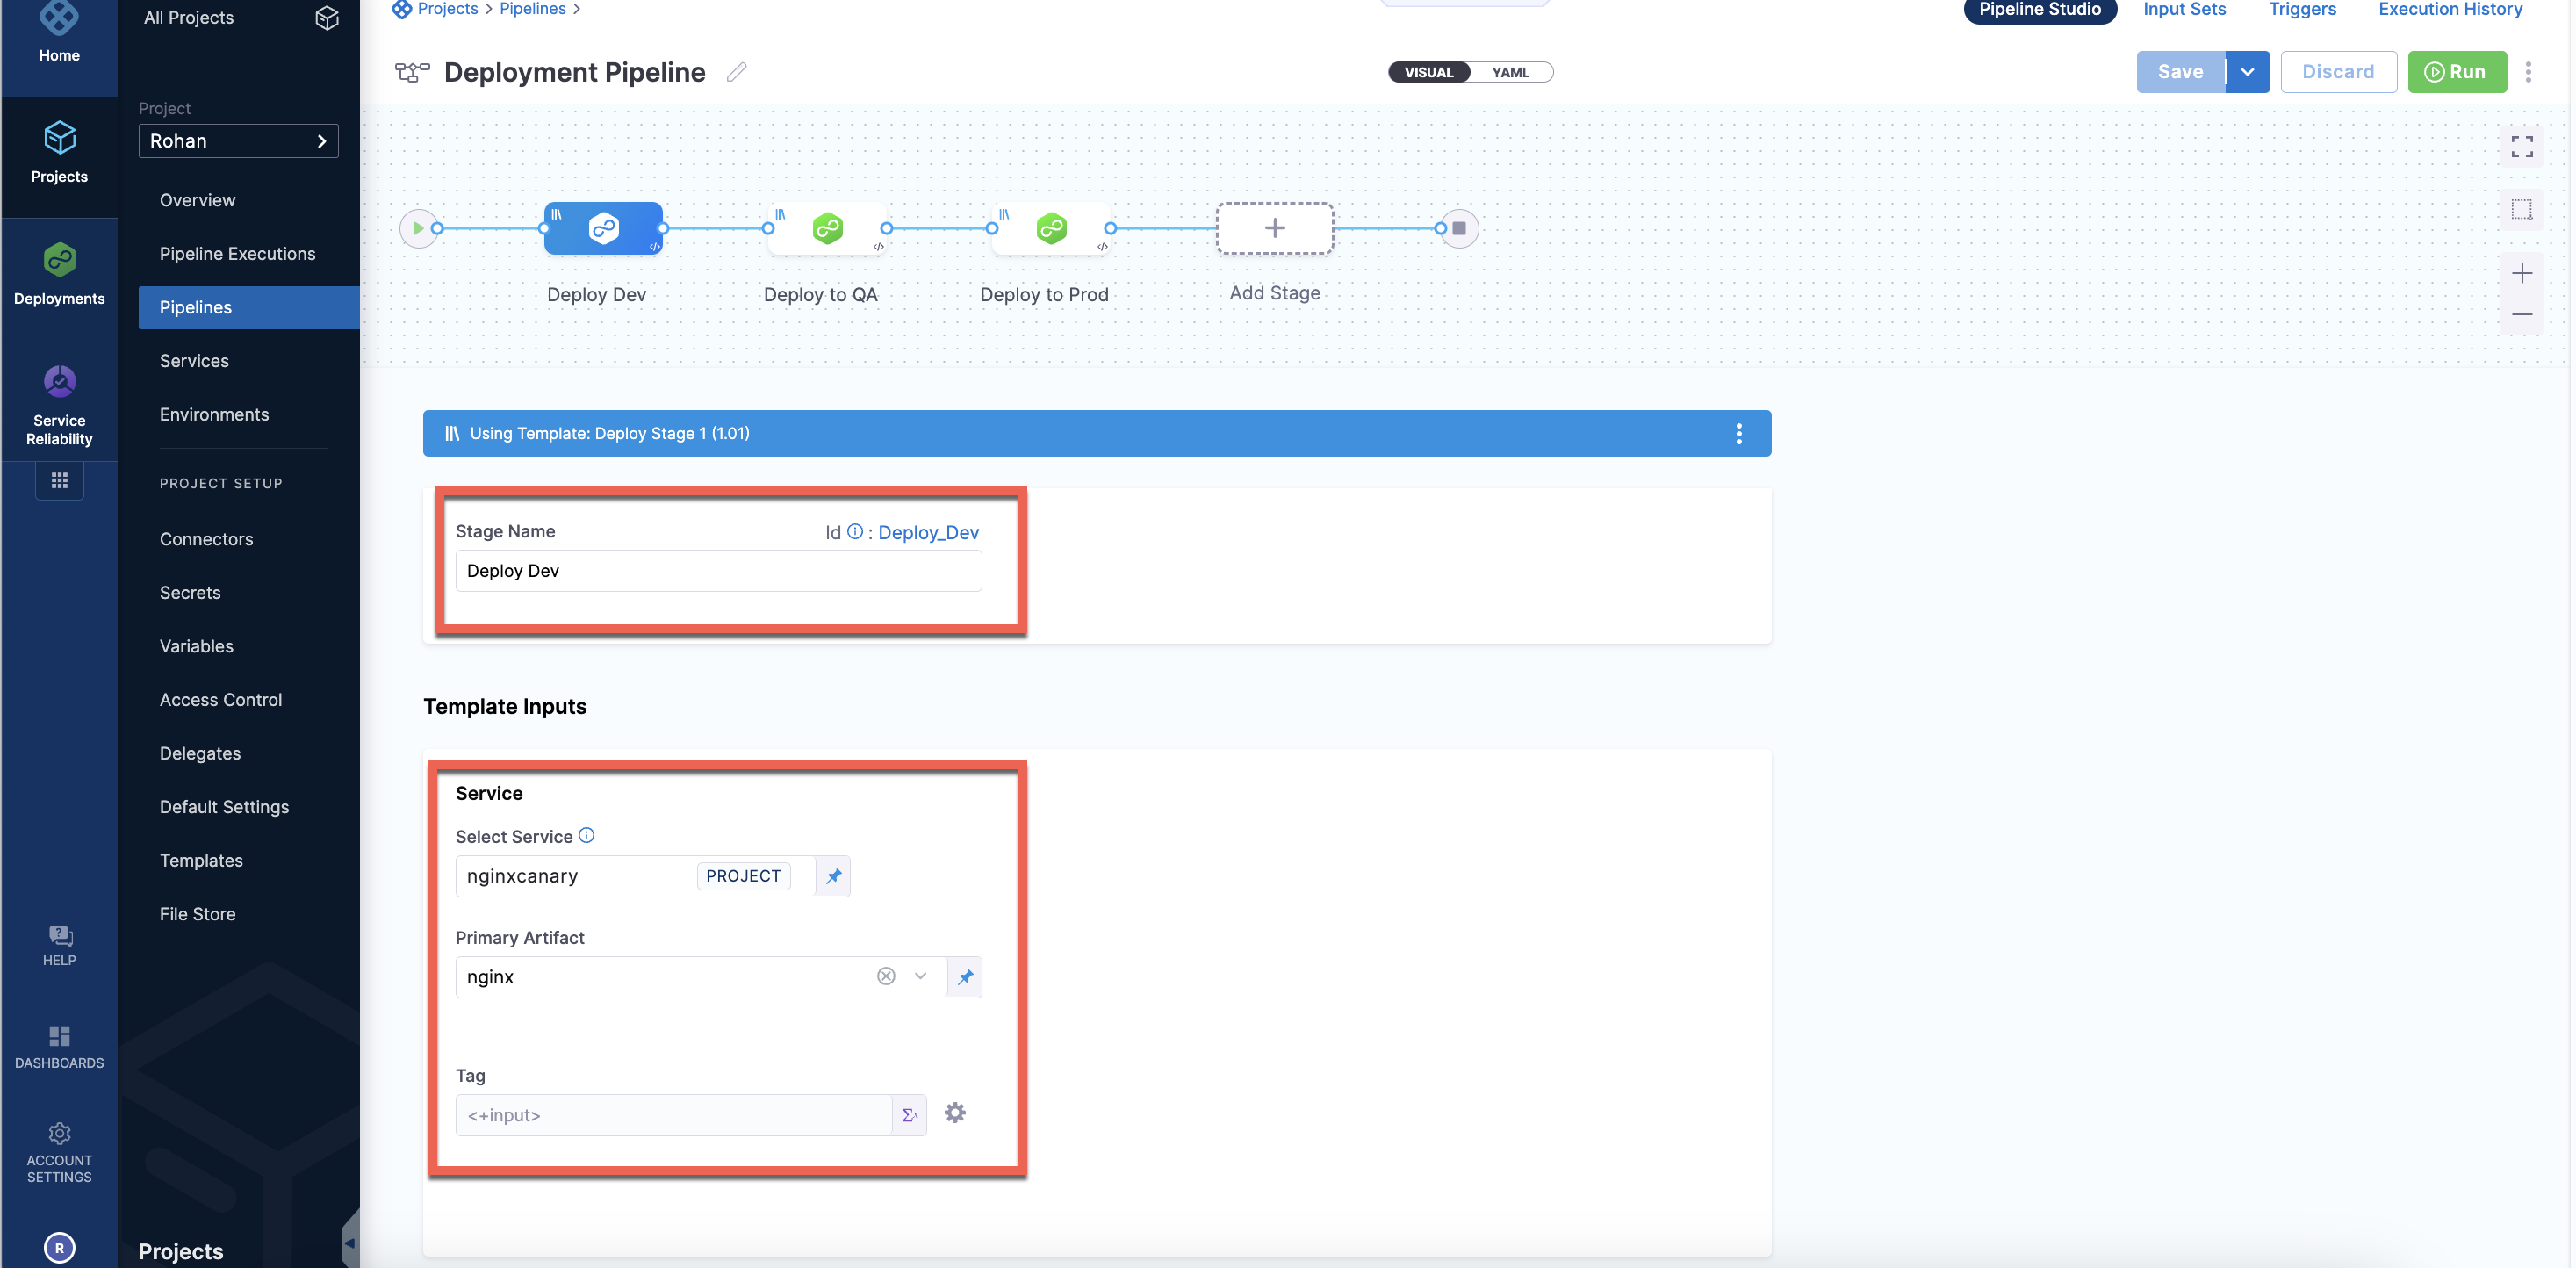 Home
Projects
Deployments
Service
Reliability
HELP
DASHBOARDS
ACCOUNT
SETTINGS
R
All Projects
Project
Rohan
Overview
Pipeline Executions
Pipelines
Services
Environments
PROJECT SETUP
Connectors
Secrets
Variables
Access Control
Delegates
Default Settings
Templates
File Store
Projects
Projects > Pipelines >
Pipeline Studio Input Sets Triggers Execution History
Deployment Pipeline
VISUAL YAML
Save Discard Run
Deploy Dev Deploy to QA Deploy to Prod Add Stage
Using Template: Deploy Stage 1 (1.01)
Stage Name Id : Deploy_Dev
Deploy Dev
Template Inputs
Service
Select Service
nginxcanary PROJECT
Primary Artifact
nginx
Tag
<+input>